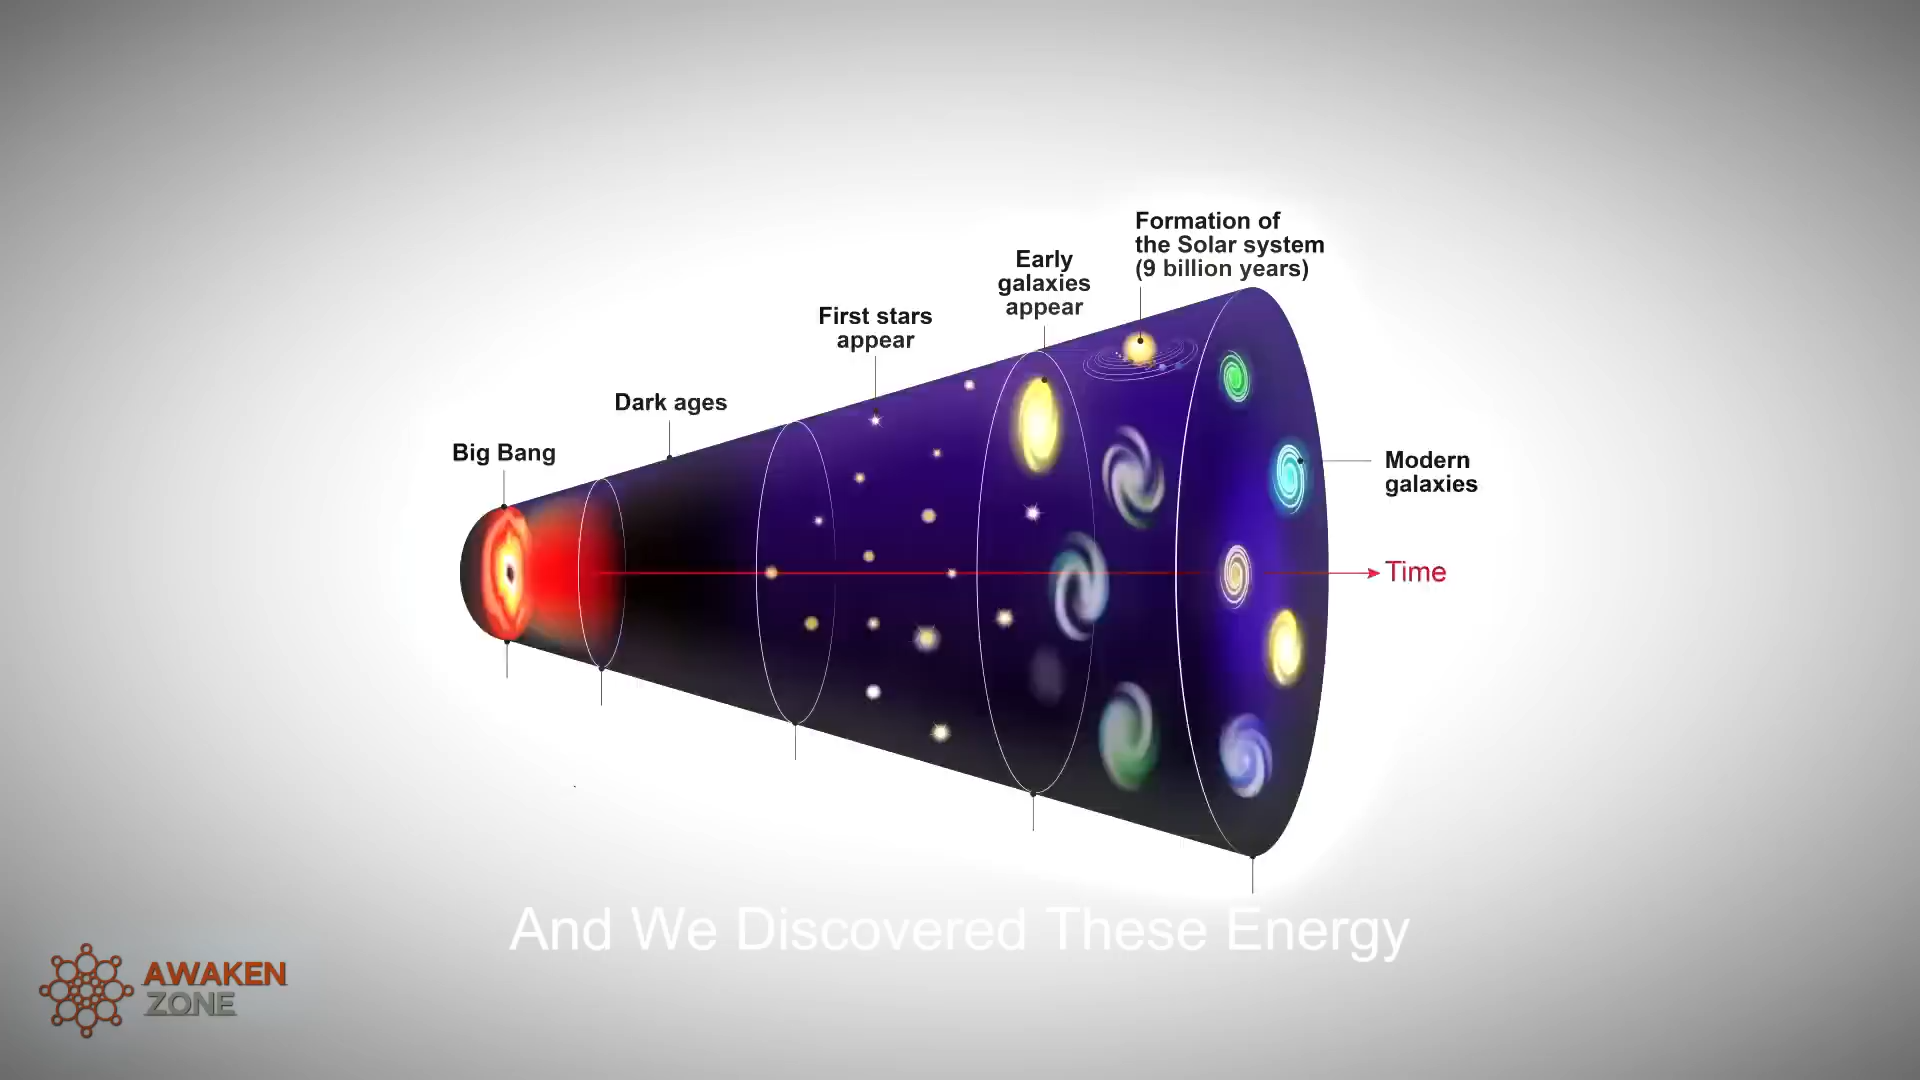 Formation of
the Solar system
(9 billion years)
Early
galaxies
appear
First stars
appear
Dark ages
Big Bang
Modern
galaxies
Time
And We Discovered These Energy
AWAKEN
ZONE